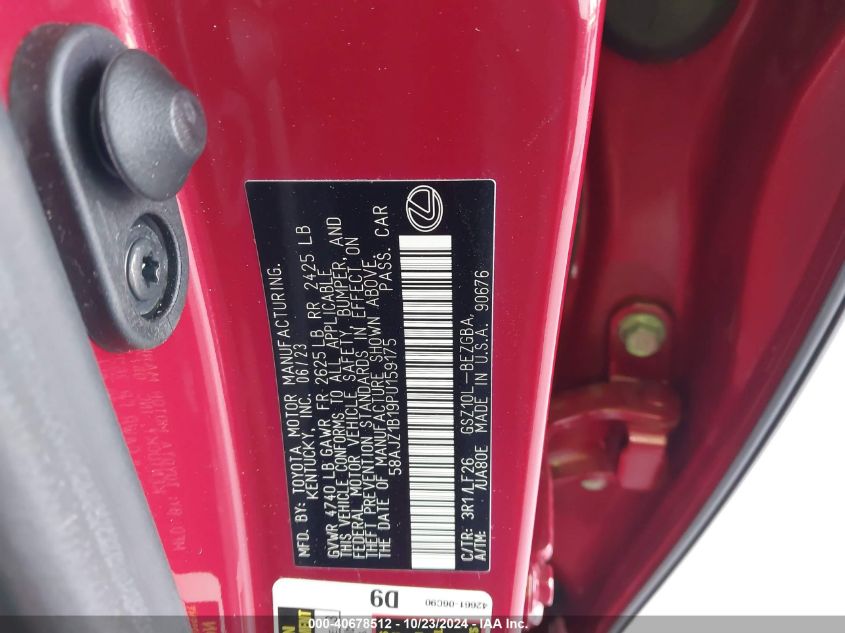 MFD. BY: TOYOTA MOTOR MANUFACTURING.
KENTUCKY, INC. 06/23
GVWR 4740 LB GAWR FR 2625 LB RR 2425 LB
THIS VEHICLE CONFORMS TO ALL APPLICABLE
FEDERAL MOTOR VEHICLE SAFETY, BUMPER, AND
THEFT PREVENTION STANDARDS IN EFFECT ON
THE DATE OF MANUFACTURE SHOWN ABOVE.
58AJZ1B19PU159175 PASS. CAR
C/TR: 3R1/LF26 GSZ10L-BEZGBA,
A/TM: /UA80E MADE IN U.S.A. 90676
D9
42661-06C90
000-40678512 - 10/23/2024 - IAA Inc.